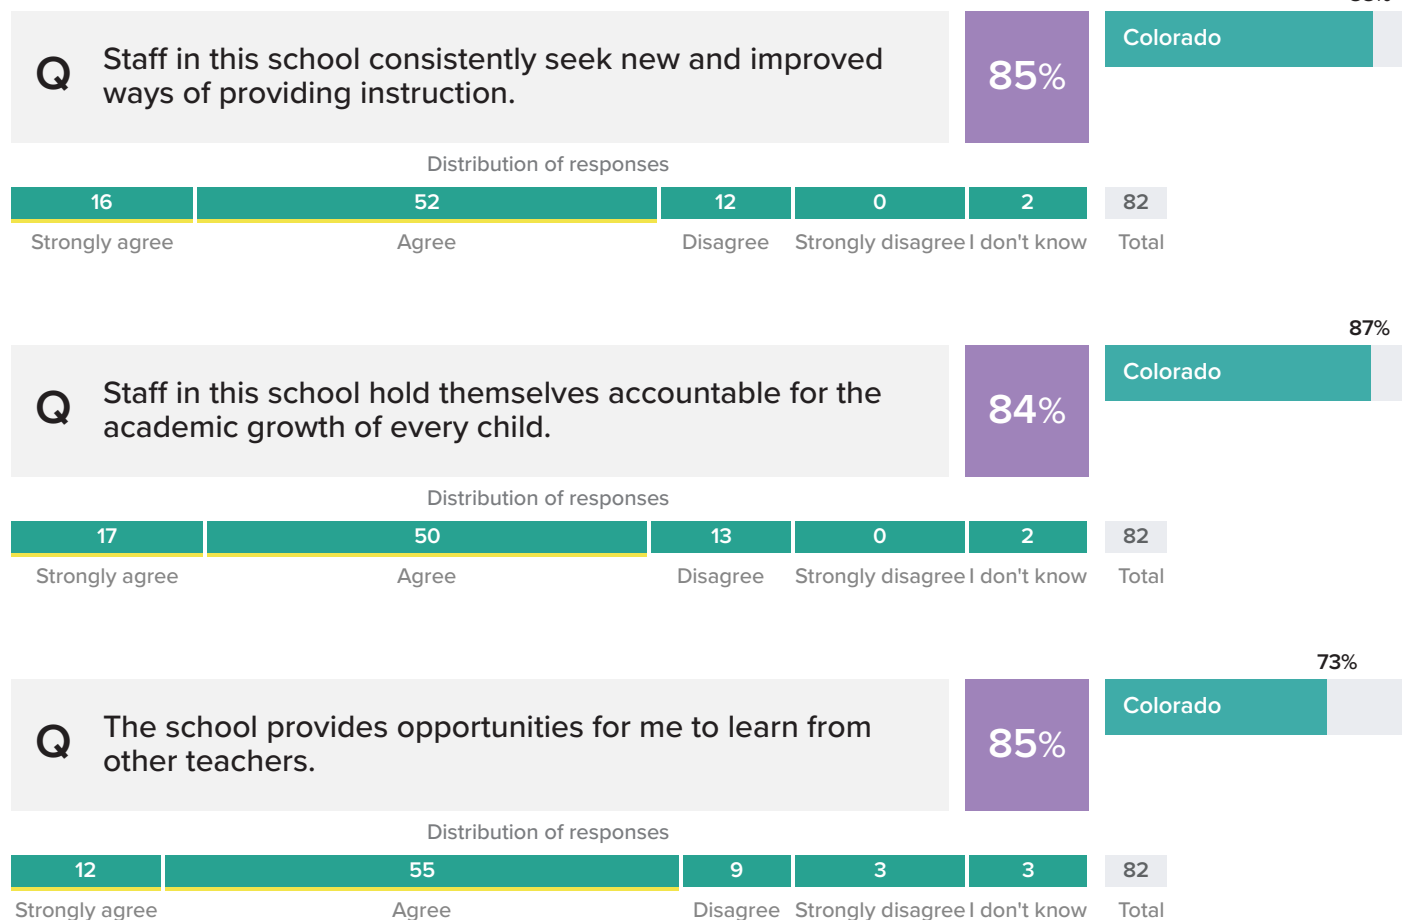 Q Staff in this school consistently seek new and improved
ways of providing instruction.
85%
Colorado
Distribution of responses
16 52 12 0 2 82
Strongly agree Agree Disagree Strongly disagree I don't know Total
87%
Q Staff in this school hold themselves accountable for the
academic growth of every child.
84%
Colorado
Distribution of responses
17 50 13 0 2 82
Strongly agree Agree Disagree Strongly disagree I don't know Total
73%
Q The school provides opportunities for me to learn from
other teachers.
85%
Colorado
Distribution of responses
12 55 9 3 3 82
Strongly agree Agree Disagree Strongly disagree I don't know Total